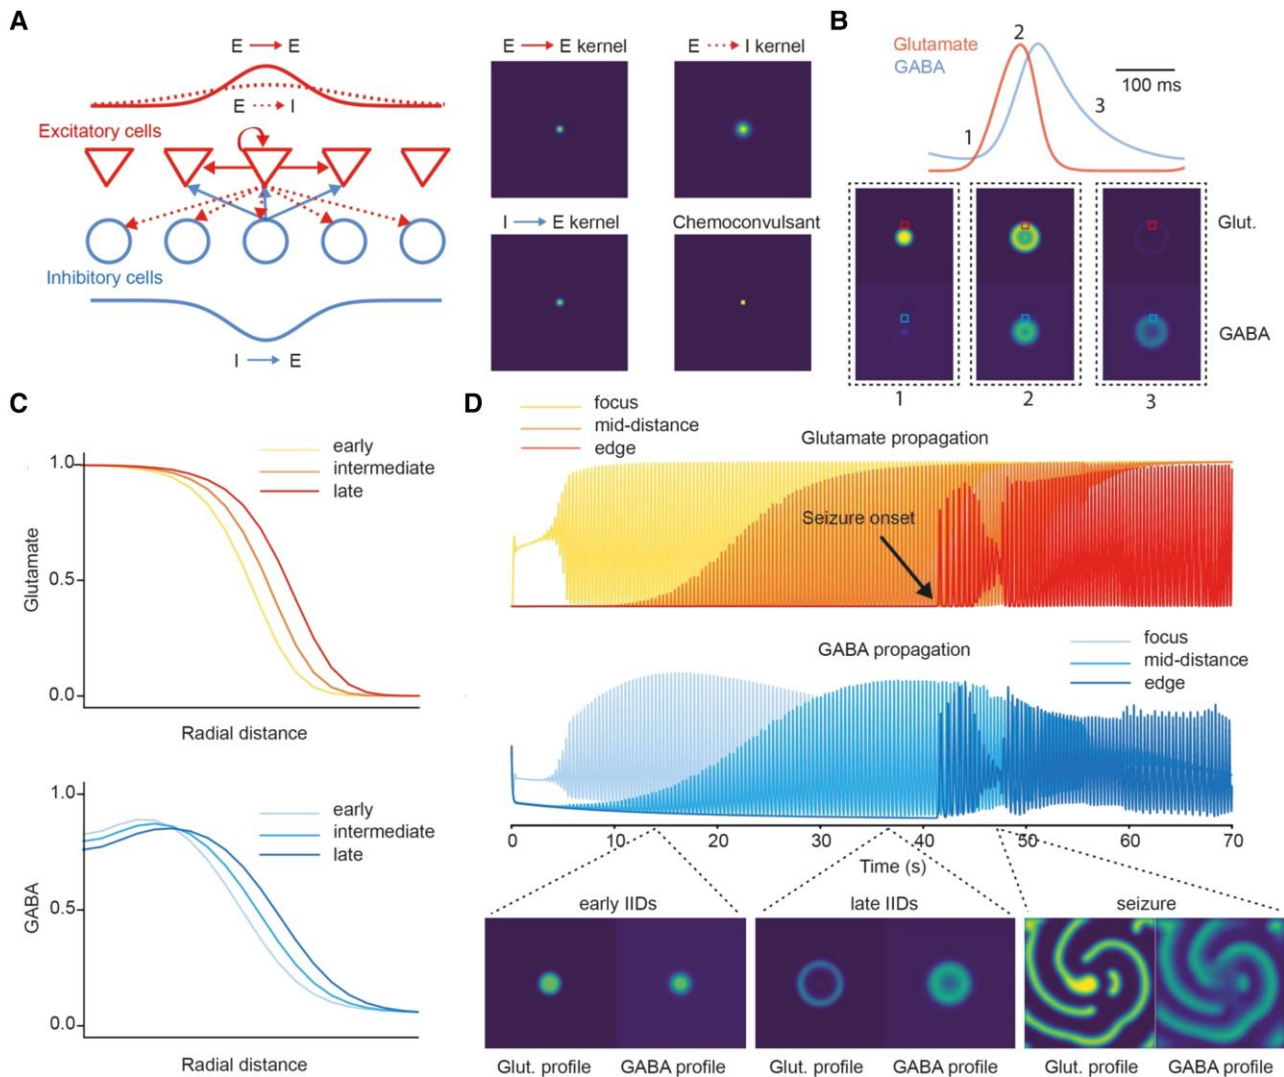 A
E → E
E ⇢ I
Excitatory cells
Inhibitory cells
I → E
E → E kernel
E ⇢ I kernel
I → E kernel
Chemoconvulsant
B
Glutamate
GABA
2
1
3
100 ms
Glut.
GABA
1
2
3
C
early
intermediate
late
1.0
0.5
0.0
Glutamate
Radial distance
early
intermediate
late
1.0
0.5
0.0
GABA
Radial distance
D
focus
mid-distance
edge
Glutamate propagation
Seizure onset
GABA propagation
focus
mid-distance
edge
0 10 20 30 40 50 60 70
Time (s)
early IIDs
late IIDs
seizure
Glut. profile GABA profile
Glut. profile GABA profile
Glut. profile GABA profile